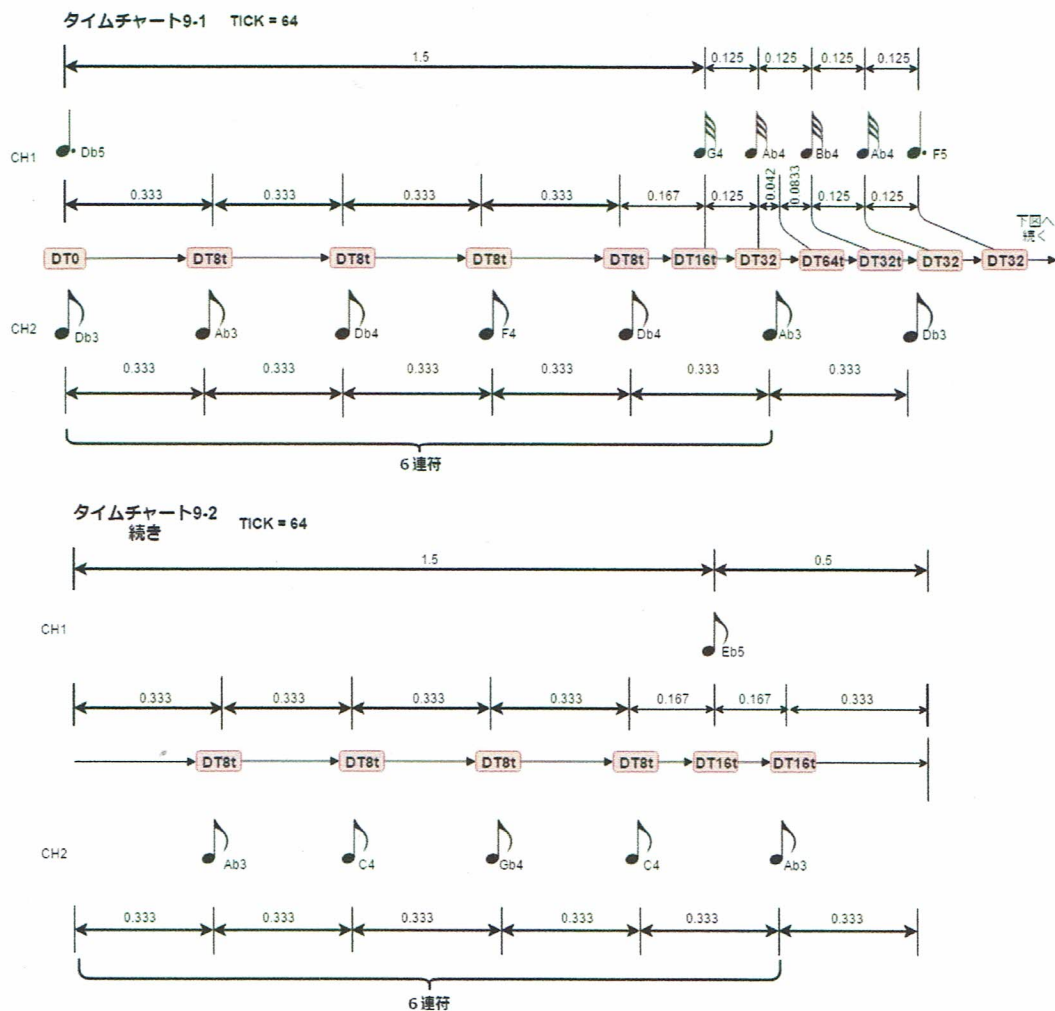 タイムチャート9-1 TICK = 64
1.5 0.125 0.125 0.125 0.125
CH1 Db5 G4 Ab4 Bb4 Ab4 F5
0.333 0.333 0.333 0.333 0.167 0.125 0.042 0.0833 0.125 0.125
下図へ
続く
DT0 DT8t DT8t DT8t DT8t DT16t DT32 DT64t DT32t DT32 DT32
CH2 Db3 Ab3 Db4 F4 Db4 Ab3 Db3
0.333 0.333 0.333 0.333 0.333 0.333
6連符
タイムチャート9-2 TICK = 64
続き
1.5 0.5
CH1 Eb5
0.333 0.333 0.333 0.333 0.167 0.167 0.333
DT8t DT8t DT8t DT8t DT16t DT16t
CH2 Ab3 C4 Gb4 C4 Ab3
0.333 0.333 0.333 0.333 0.333 0.333
6連符